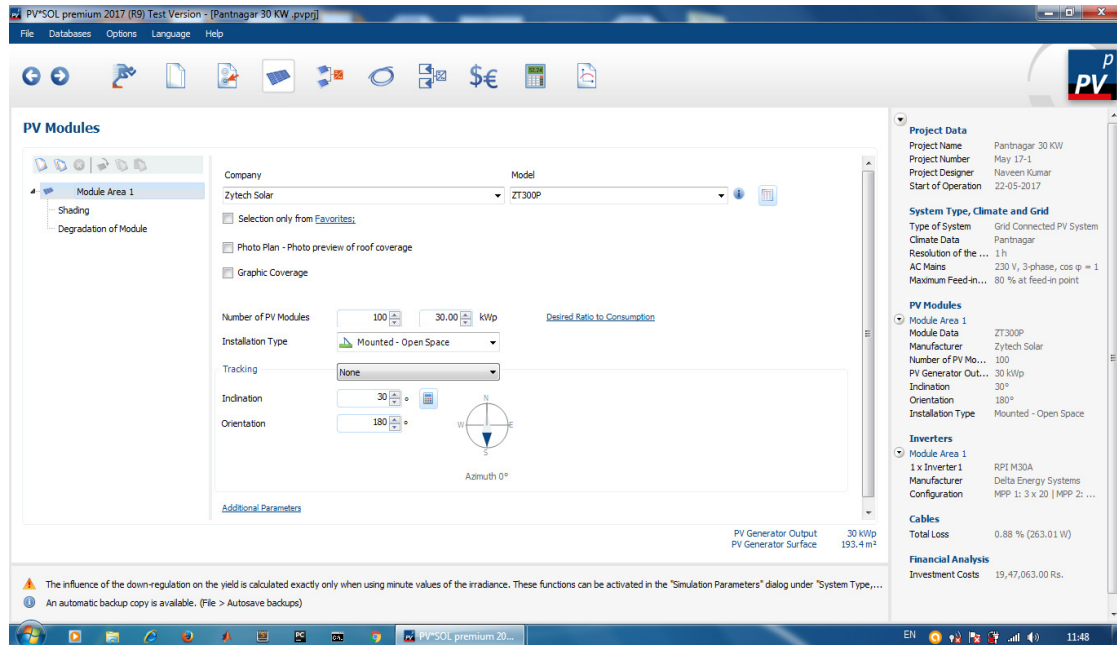 PV*SOL premium 2017 (R9) Test Version - [Pantnagar 30 KW .pvprj]
File Databases Options Language Help
p
PV
PV Modules
Module Area 1
Shading
Degradation of Module
Company Model
Zytech Solar ZT300P
Selection only from Favorites:
Photo Plan - Photo preview of roof coverage
Graphic Coverage
Number of PV Modules 100 30.00 kWp Desired Ratio to Consumption
Installation Type Mounted - Open Space
Tracking None
Inclination 30 °
Orientation 180 °
N
W E
S
Azimuth 0°
Additional Parameters
PV Generator Output 30 kWp
PV Generator Surface 193.4 m²
Project Data
Project Name Pantnagar 30 KW
Project Number May 17-1
Project Designer Naveen Kumar
Start of Operation 22-05-2017
System Type, Climate and Grid
Type of System Grid Connected PV System
Climate Data Pantnagar
Resolution of the ... 1 h
AC Mains 230 V, 3-phase, cos φ = 1
Maximum Feed-in... 80 % at feed-in point
PV Modules
Module Area 1
Module Data ZT300P
Manufacturer Zytech Solar
Number of PV Mo... 100
PV Generator Out... 30 kWp
Inclination 30°
Orientation 180°
Installation Type Mounted - Open Space
Inverters
Module Area 1
1 x Inverter1 RPI M30A
Manufacturer Delta Energy Systems
Configuration MPP 1: 3 x 20 | MPP 2: ...
Cables
Total Loss 0.88 % (263.01 W)
Financial Analysis
Investment Costs 19,47,063.00 Rs.
The influence of the down-regulation on the yield is calculated exactly only when using minute values of the irradiance. These functions can be activated in the "Simulation Parameters" dialog under "System Type,...
An automatic backup copy is available. (File > Autosave backups)
PV*SOL premium 20...
EN 11:48